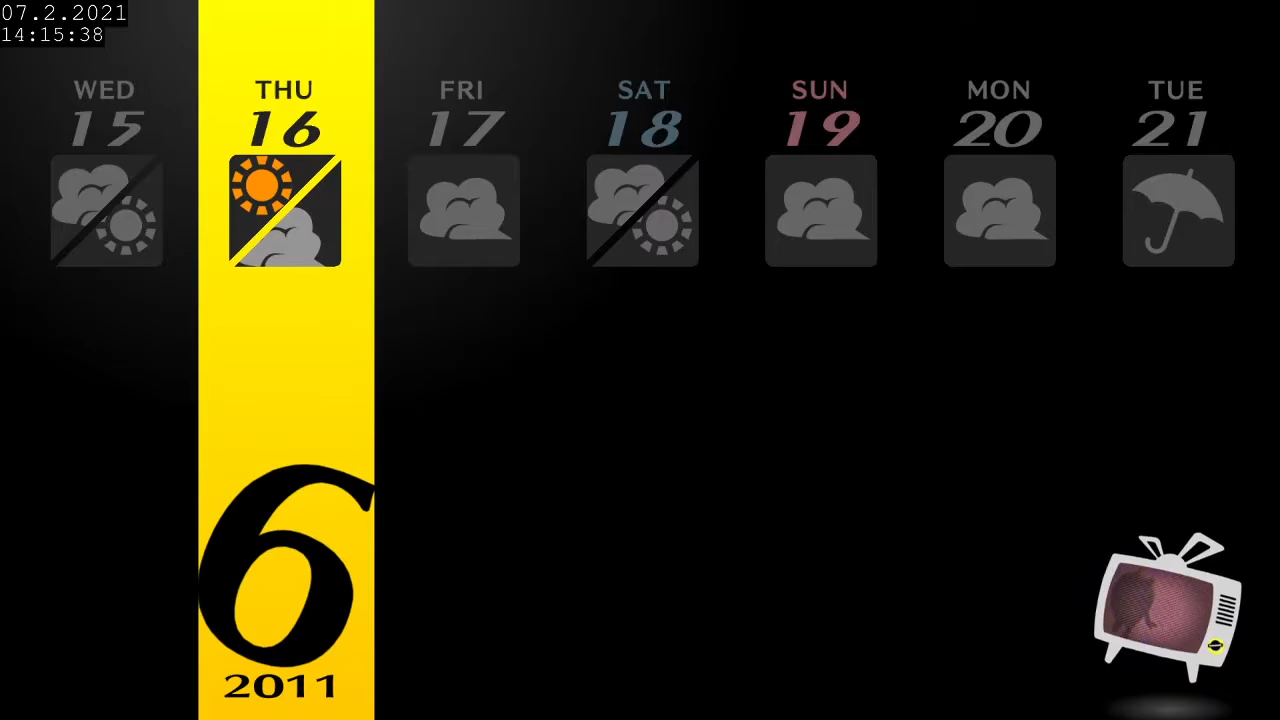 07.2.2021
14:15:38
WED THU FRI SAT SUN MON TUE
15 16 17 18 19 20 21
6
2011